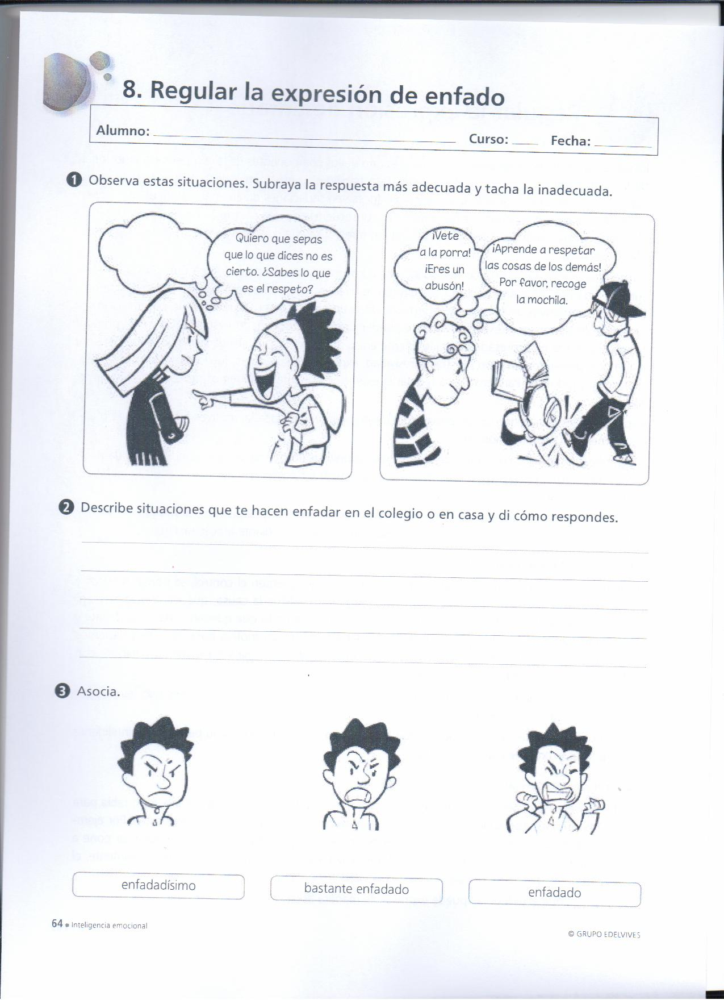 8. Regular la expresión de enfado
Alumno: Curso: Fecha:
1 Observa estas situaciones. Subraya la respuesta más adecuada y tacha la inadecuada.
Quiero que sepas
que lo que dices no es
cierto. ¿Sabes lo que
es el respeto?
¡Vete
a la porra!
¡Eres un
abusón!
¡Aprende a respetar
las cosas de los demás!
Por favor, recoge
la mochila.
2 Describe situaciones que te hacen enfadar en el colegio o en casa y di cómo respondes.
3 Asocia.
enfadadísimo
bastante enfadado
enfadado
64 • Inteligencia emocional
© GRUPO EDELVIVES